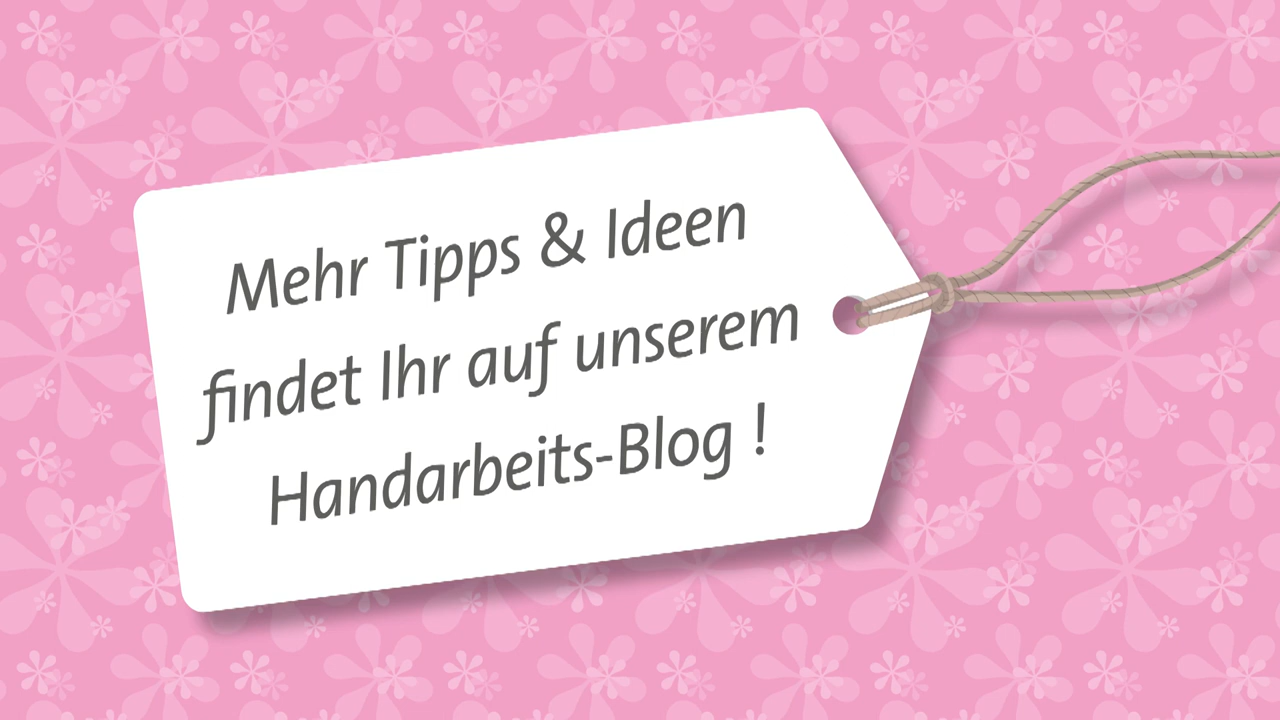 Mehr Tipps & Ideen
findet Ihr auf unserem
Handarbeits-Blog !